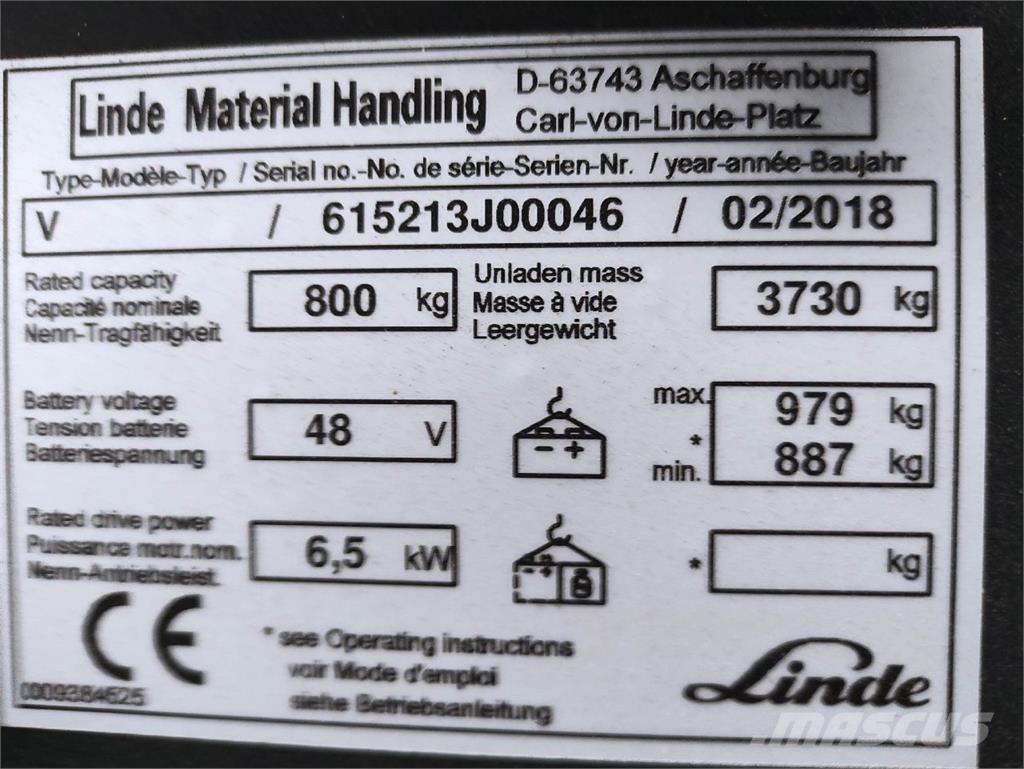 Linde Material Handling
D-63743 Aschaffenburg
Carl-von-Linde-Platz
Type-Modèle-Typ / Serial no.-No. de série-Serien-Nr. / year-année-Baujahr
V / 615213J00046 / 02/2018
Rated capacity
Capacité nominale
Nenn-Tragfähigkeit
800 kg
Unladen mass
Masse à vide
Leergewicht
3730 kg
Battery voltage
Tension batterie
Batteriespannung
48 V
- +
max. 979 kg
*
min. 887 kg
Rated drive power
Puissance motr.nom.
Nenn-Antriebsleist.
6,5 kW
- +
* kg
CE
0009384625
* see Operating instructions
voir Mode d'emploi
siehe Betriebsanleitung
Linde
MASCUS